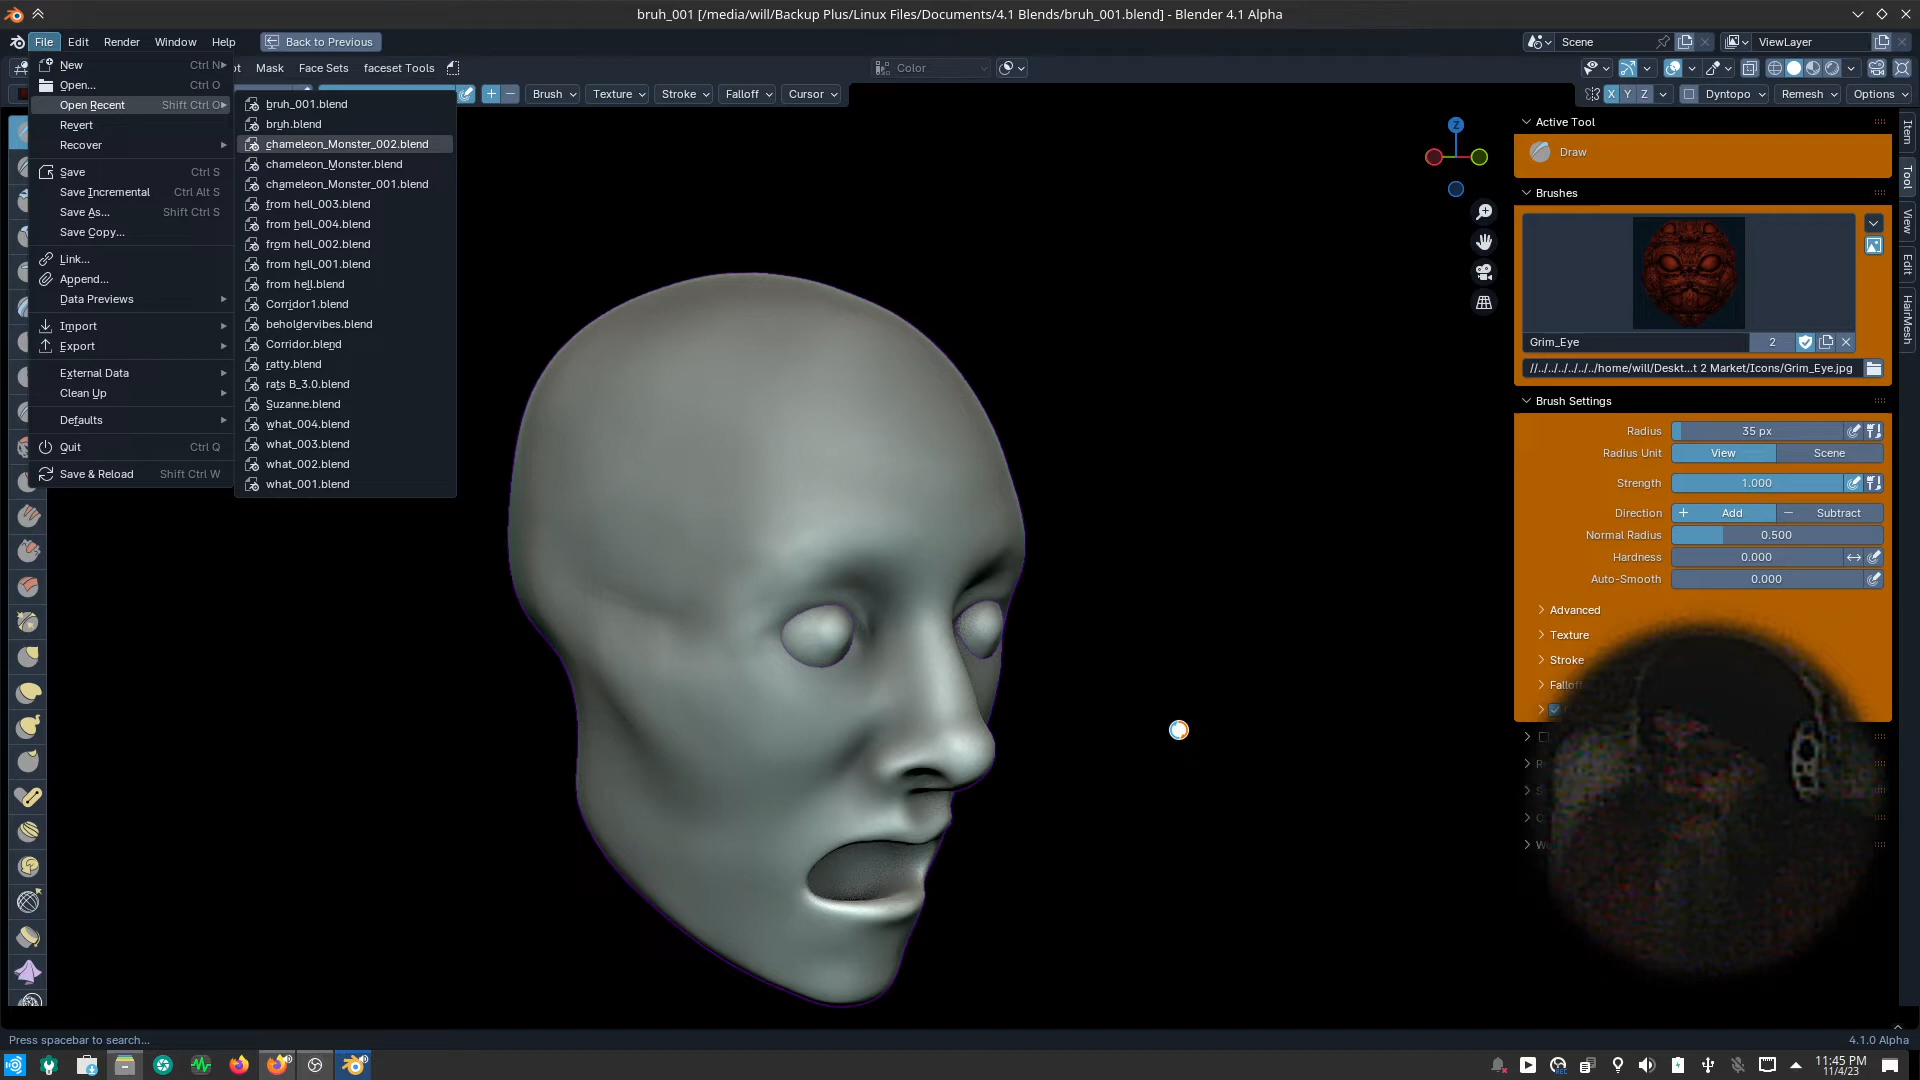 bruh_001 [/media/will/Backup Plus/Linux Files/Documents/4.1 Blends/bruh_001.blend] - Blender 4.1 Alpha
File Edit Render Window Help Back to Previous Scene ViewLayer
ot Mask Face Sets faceset Tools Color
Brush Texture Stroke Falloff Cursor X Y Z Dyntopo Remesh Options
New Ctrl N
Open... Ctrl O
Open Recent Shift Ctrl O
Revert
Recover
Save Ctrl S
Save Incremental Ctrl Alt S
Save As... Shift Ctrl S
Save Copy...
Link...
Append...
Data Previews
Import
Export
External Data
Clean Up
Defaults
Quit Ctrl Q
Save & Reload Shift Ctrl W
bruh_001.blend
bruh.blend
chameleon_Monster_002.blend
chameleon_Monster.blend
chameleon_Monster_001.blend
from hell_003.blend
from hell_004.blend
from hell_002.blend
from hell_001.blend
from hell.blend
Corridor1.blend
beholdervibes.blend
Corridor.blend
ratty.blend
rats B_3.0.blend
Suzanne.blend
what_004.blend
what_003.blend
what_002.blend
what_001.blend
Z
Active Tool
Draw
Brushes
Grim_Eye 2
//../../../../../home/will/Deskt...t 2 Market/Icons/Grim_Eye.jpg
Brush Settings
Radius 35 px
Radius Unit View Scene
Strength 1.000
Direction Add Subtract
Normal Radius 0.500
Hardness 0.000
Auto-Smooth 0.000
Advanced
Texture
Stroke
Falloff
Item
Tool
View
Edit
HairMesh
Press spacebar to search...
4.1.0 Alpha
11:45 PM
11/4/23